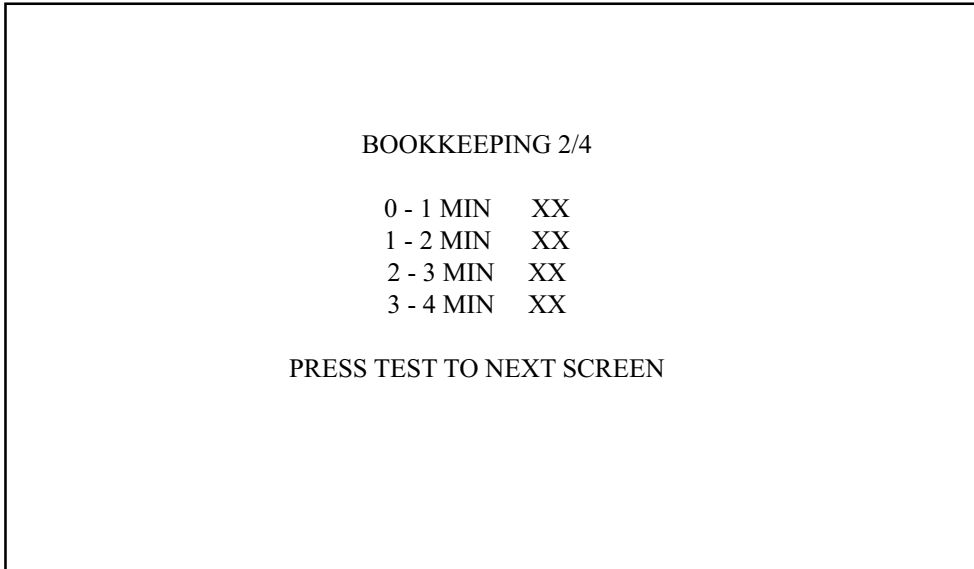 BOOKKEEPING 2/4
0 - 1 MIN XX
1 - 2 MIN XX
2 - 3 MIN XX
3 - 4 MIN XX
PRESS TEST TO NEXT SCREEN